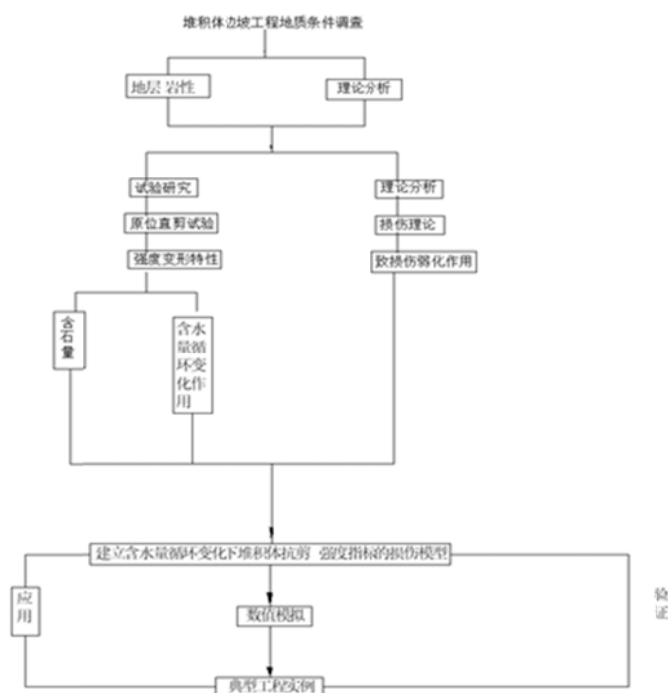 堆积体边坡工程地质条件调查
地层 岩性
理论分析
试验研究
理论分析
原位直剪试验
损伤理论
强度变形特性
致损伤弱化作用
含
石
量
含水
量循
环变
化作
用
建立含水量循环变化下堆积体抗剪 强度指标的损伤模型
应
用
验
证
数值模拟
典型工程实例